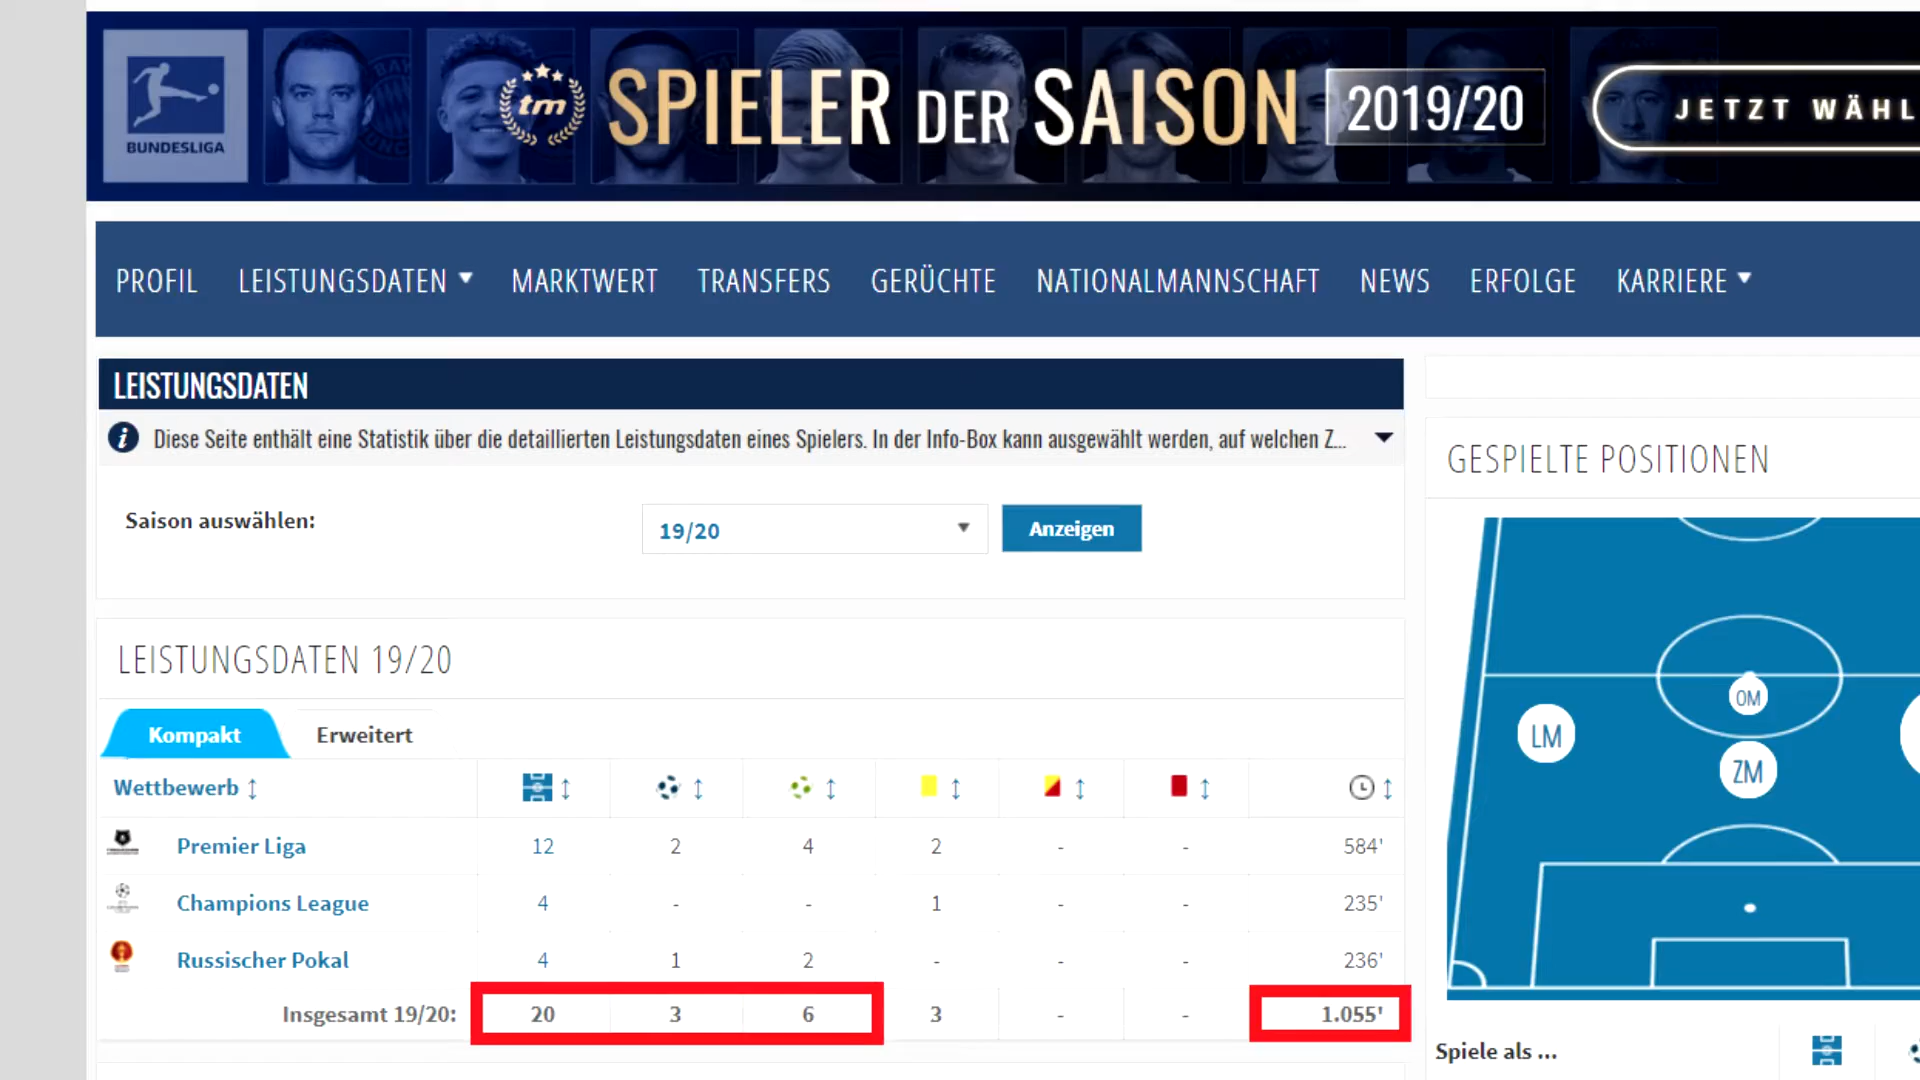 BUNDESLIGA
tm SPIELER DER SAISON 2019/20 JETZT WÄHL
PROFIL LEISTUNGSDATEN MARKTWERT TRANSFERS GERÜCHTE NATIONALMANNSCHAFT NEWS ERFOLGE KARRIERE
LEISTUNGSDATEN
i Diese Seite enthält eine Statistik über die detaillierten Leistungsdaten eines Spielers. In der Info-Box kann ausgewählt werden, auf welchen Z...
Saison auswählen: 19/20 Anzeigen
LEISTUNGSDATEN 19/20
Kompakt Erweitert
Wettbewerb
Premier Liga 12 2 4 2 - - 584'
Champions League 4 - - 1 - - 235'
Russischer Pokal 4 1 2 - - - 236'
Insgesamt 19/20: 20 3 6 3 - - 1.055'
GESPIELTE POSITIONEN
OM
LM
ZM
Spiele als ...